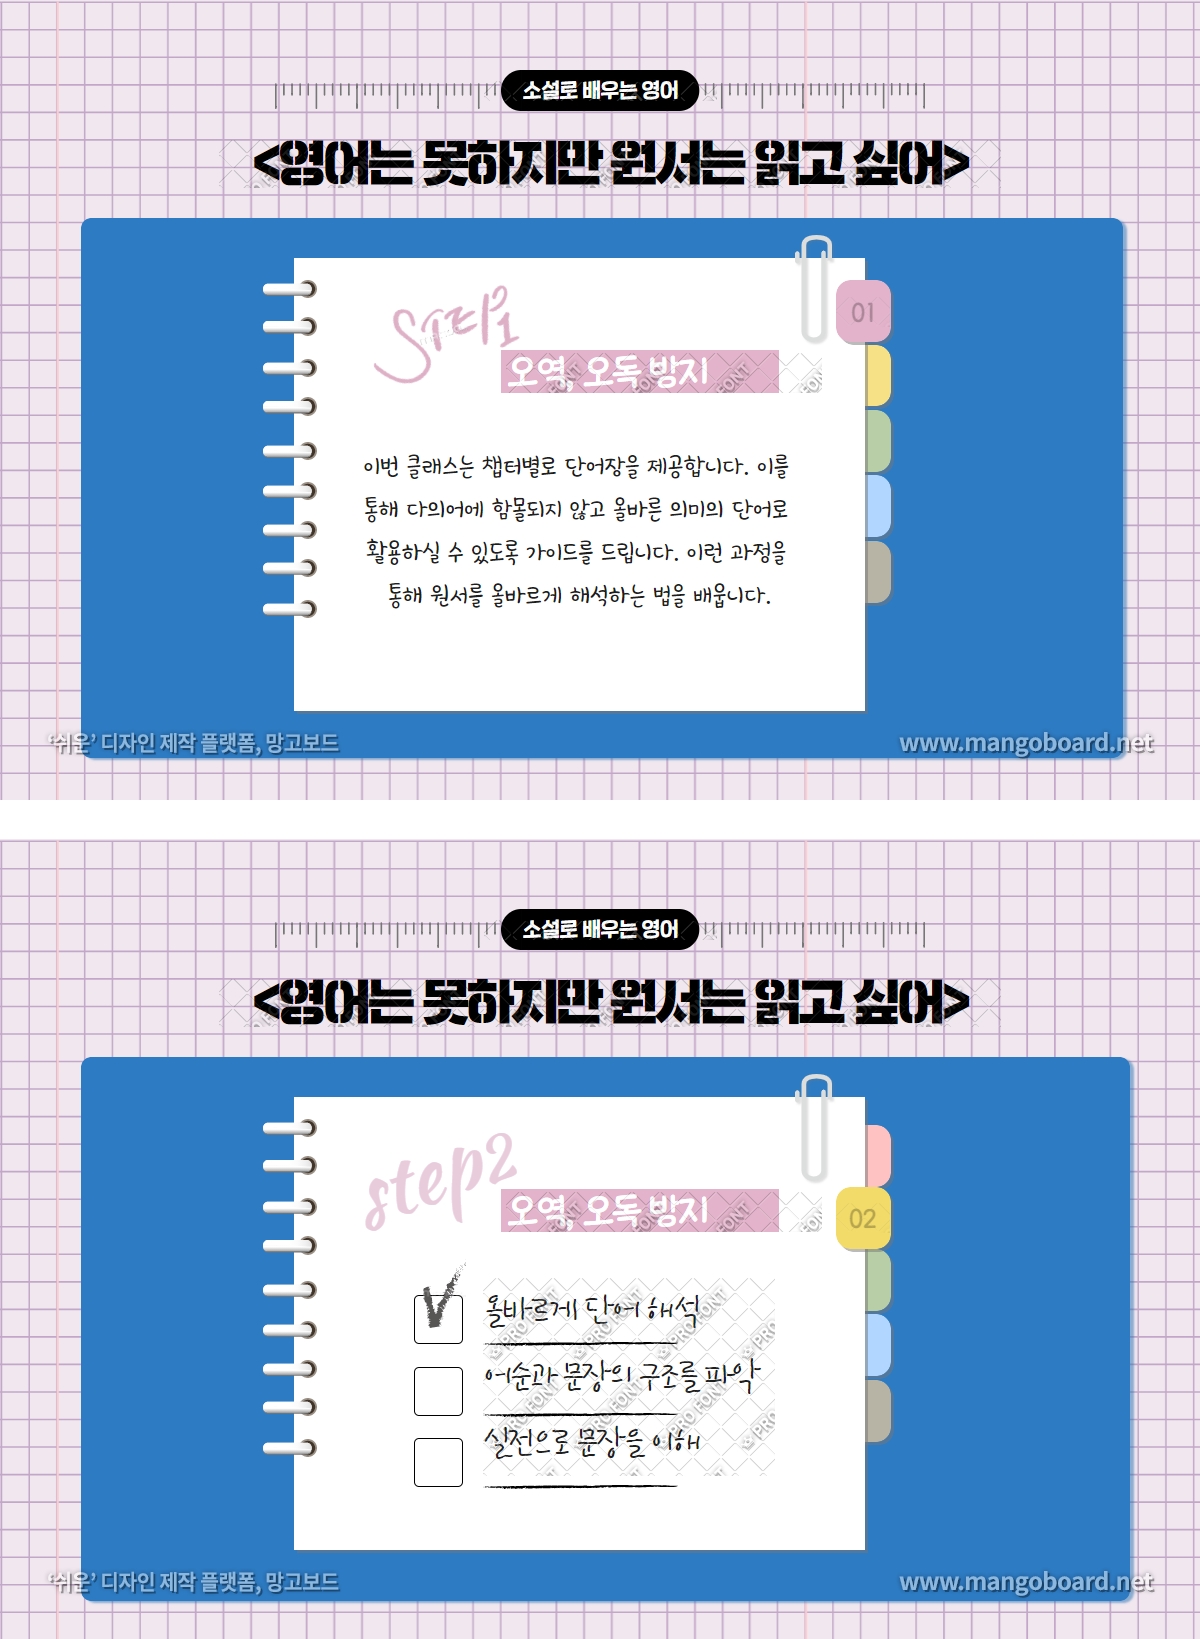 소설로 배우는 영어
<영어는 못하지만 원서는 읽고 싶어>
스텝1
01
오역, 오독 방지
이번 클래스는 챕터별로 단어장을 제공합니다. 이를
통해 다의어에 함몰되지 않고 올바른 의미의 단어로
활용하실 수 있도록 가이드를 드립니다. 이런 과정을
통해 원서를 올바르게 해석하는 법을 배웁니다.
'쉬운' 디자인 제작 플랫폼, 망고보드
www.mangoboard.net
소설로 배우는 영어
<영어는 못하지만 원서는 읽고 싶어>
step2
02
오역, 오독 방지
올바르게 단어 해석
어순과 문장의 구조를 파악
실전으로 문장을 이해
'쉬운' 디자인 제작 플랫폼, 망고보드
www.mangoboard.net